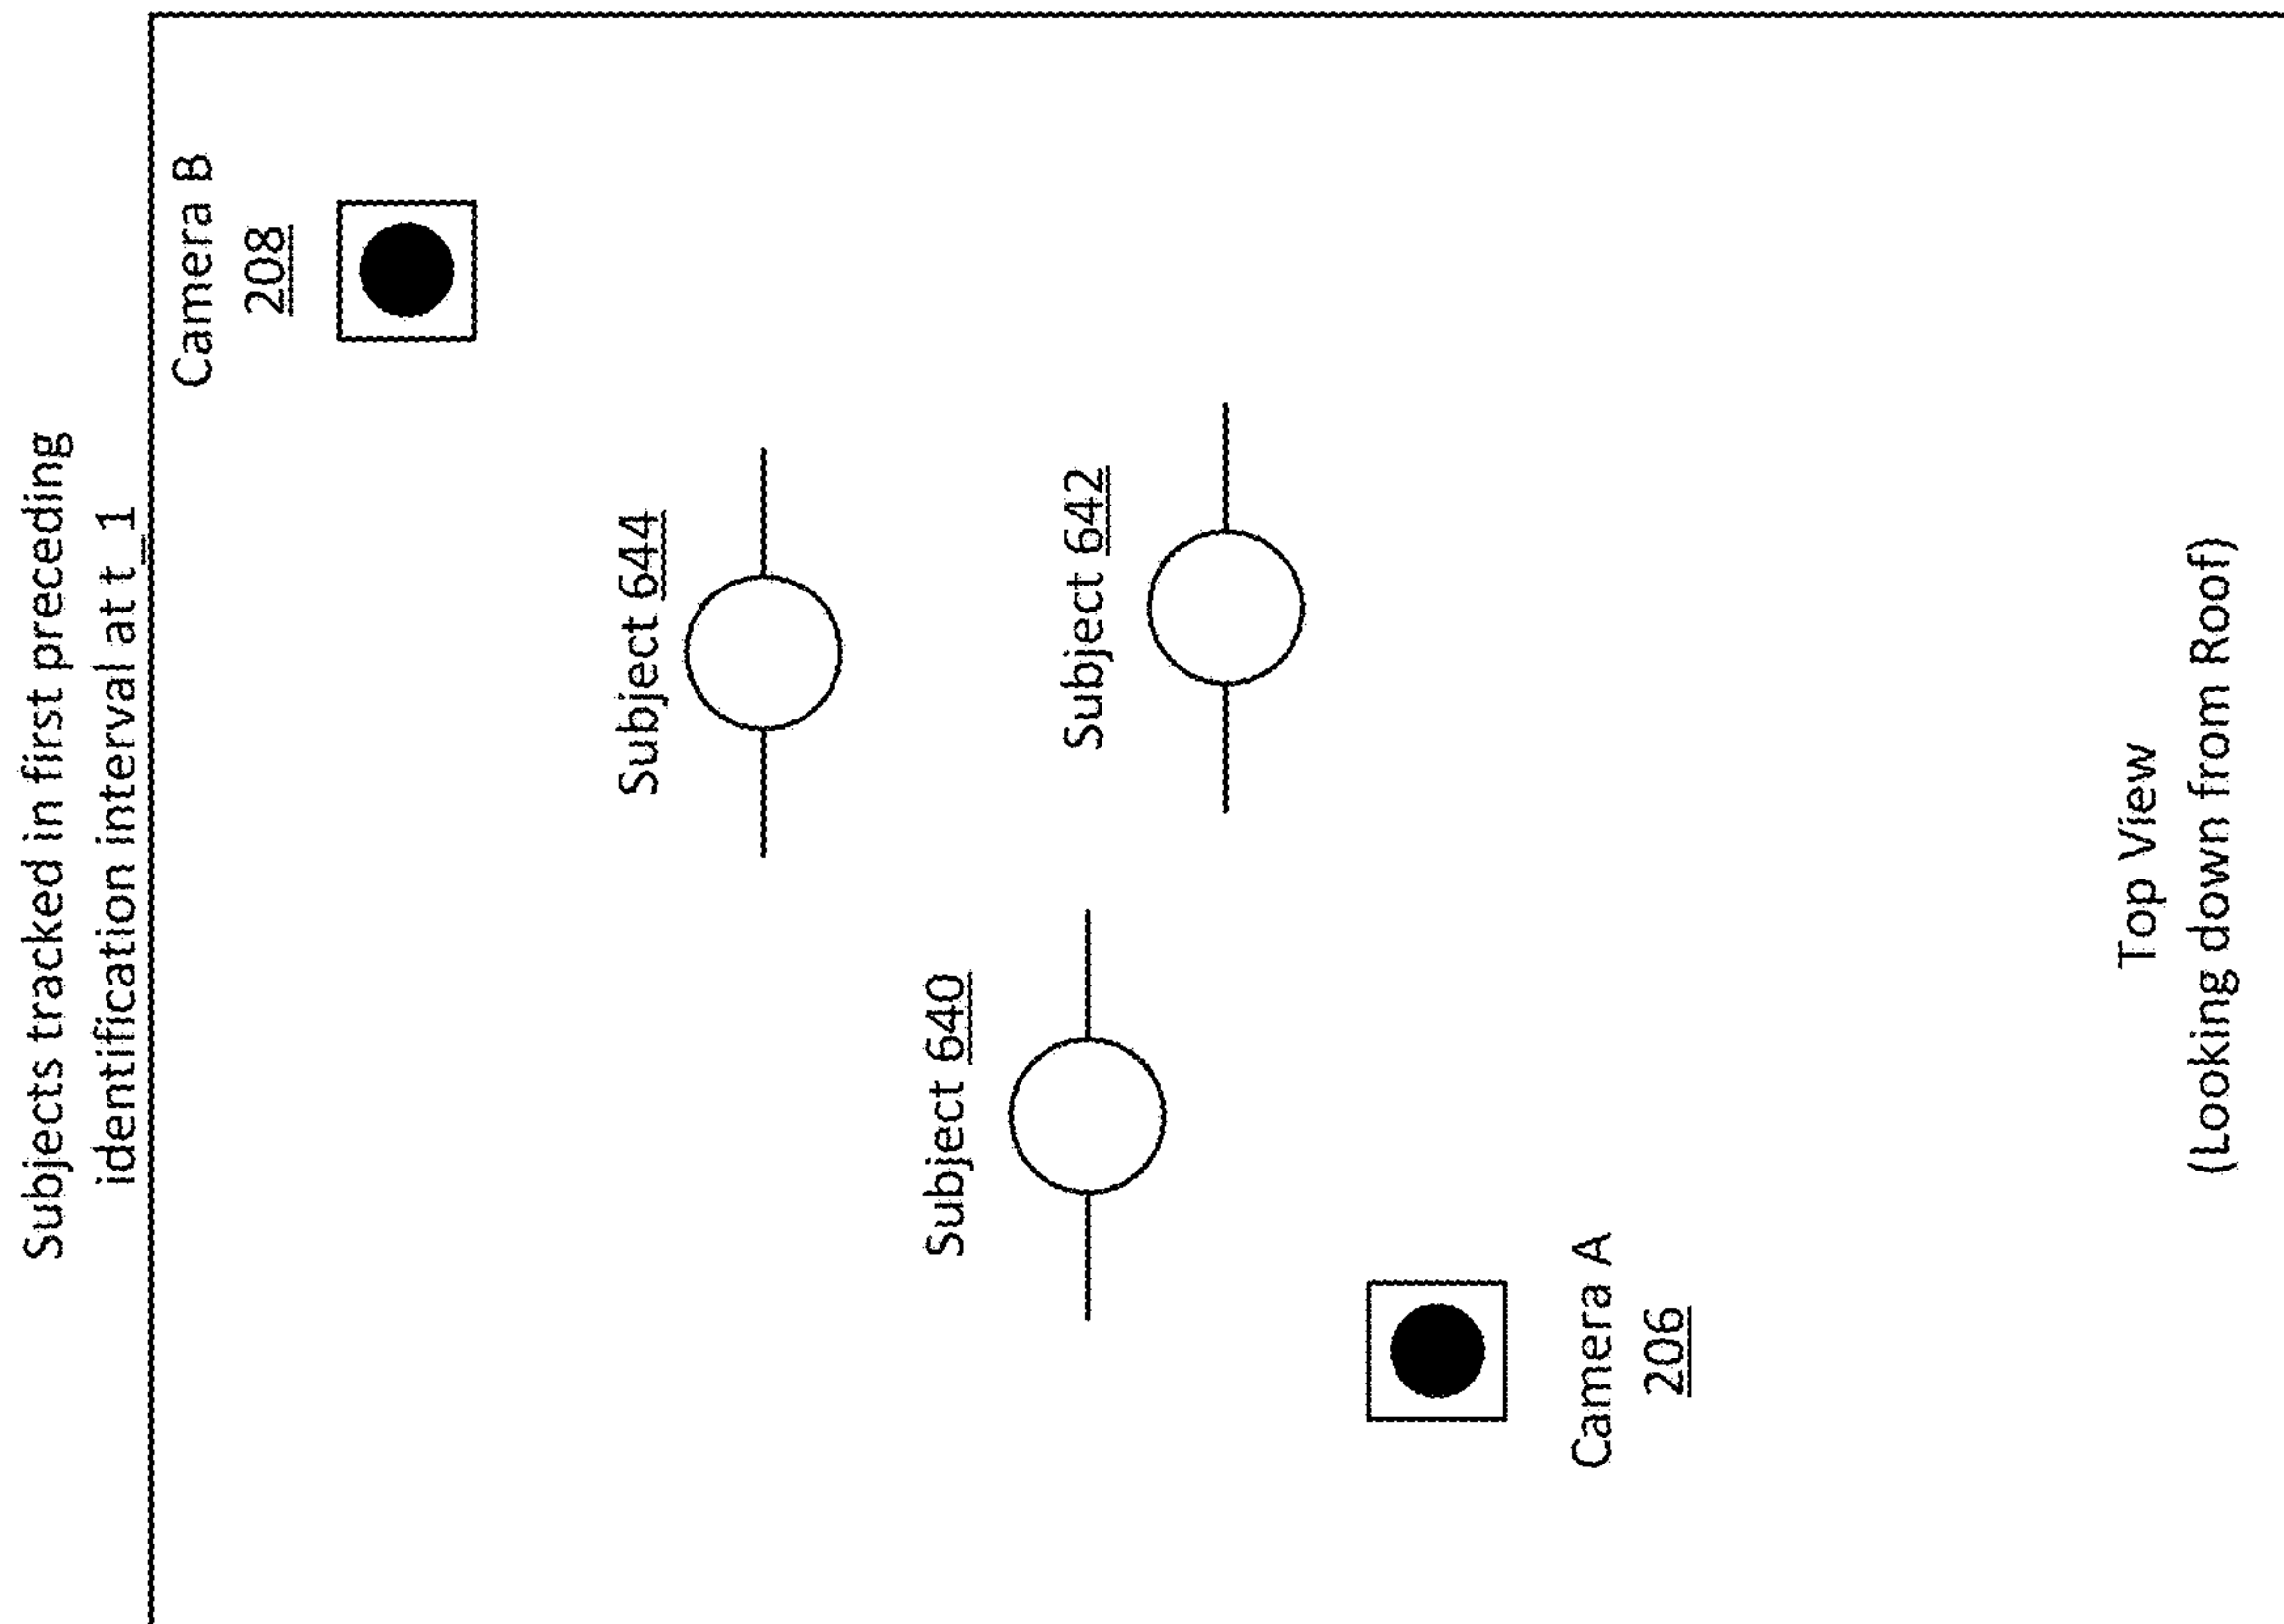 Subjects tracked in first preceding
identification interval at t_1
Camera B
208
Subject 644
Subject 640
Subject 642
Camera A
206
Top View
(Looking down from Roof)